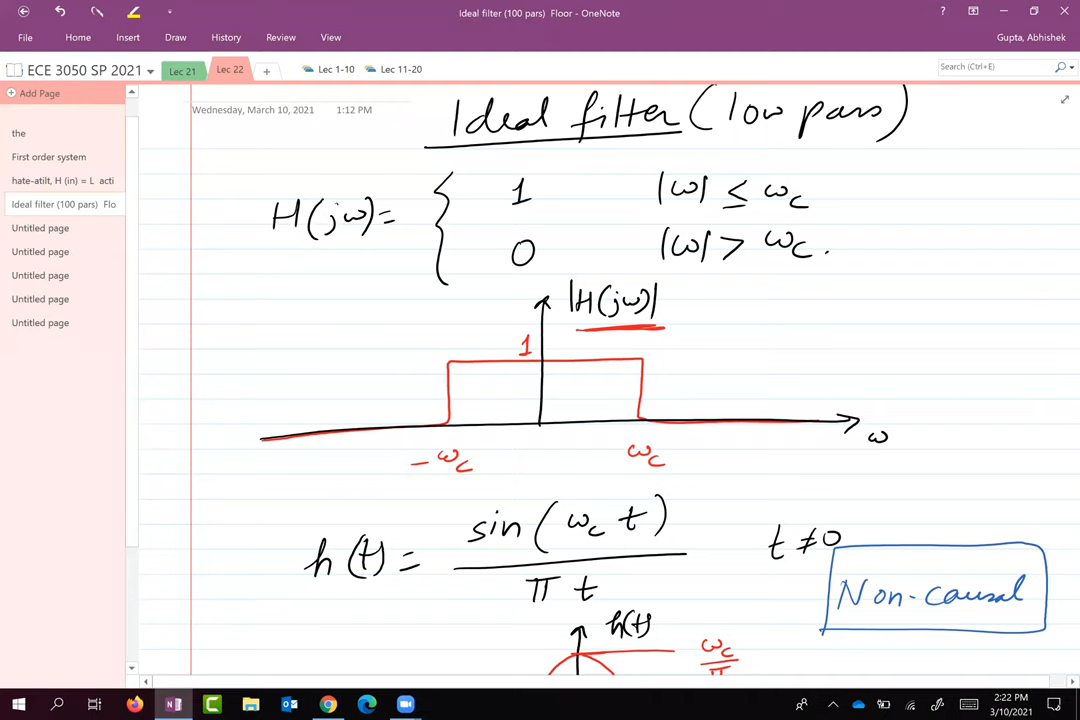 Ideal filter (100 pars) Floor - OneNote
Gupta, Abhishek
File Home Insert Draw History Review View
ECE 3050 SP 2021
Lec 21
Lec 22
Lec 1-10
Lec 11-20
Search (Ctrl+E)
Add Page
the
First order system
hate-atilt, H (in) = L acti
Ideal filter (100 pars) Flo
Untitled page
Untitled page
Untitled page
Untitled page
Untitled page
Wednesday, March 10, 2021 1:12 PM
Ideal filter (low pass)
H(jω)= { 1 |ω| ≤ ωc
0 |ω| > ωc .
|H(jω)|
1
-ωc ωc ω
h(t) = sin(ωc t) / π t t ≠ 0
Non-causal
h(t)
ωc/π
2:22 PM
3/10/2021